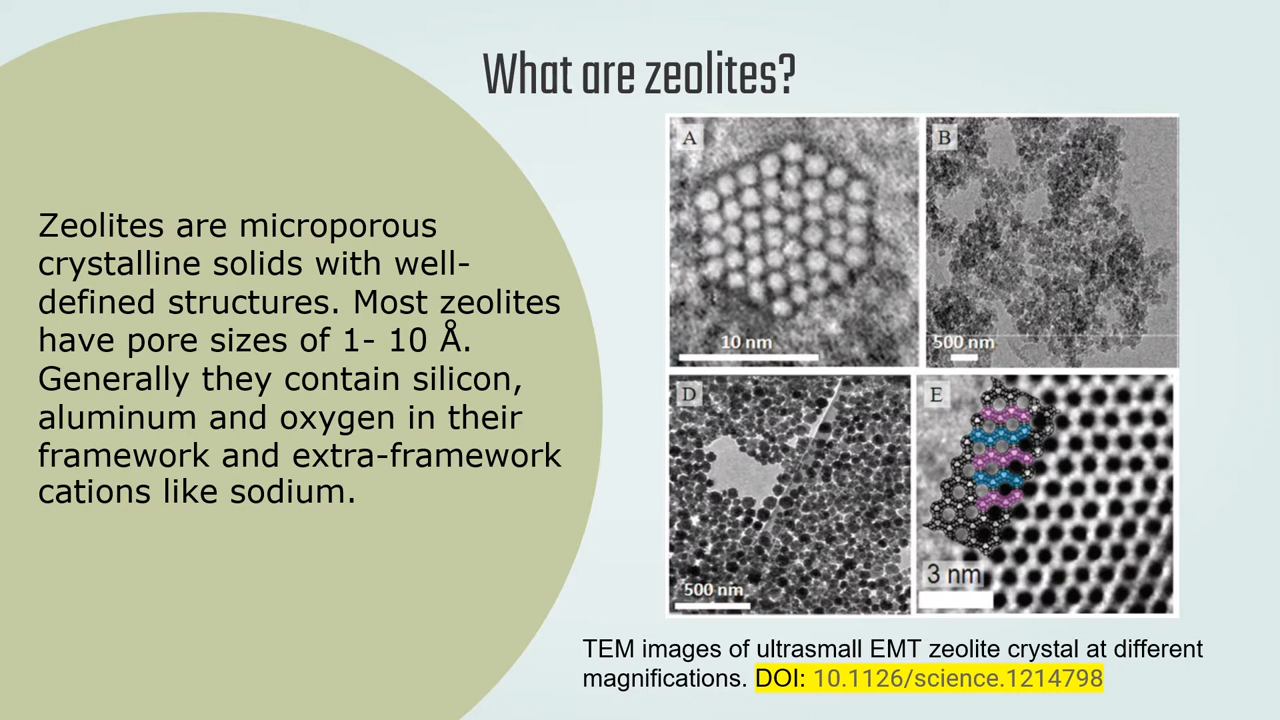 What are zeolites?
Zeolites are microporous
crystalline solids with well-
defined structures. Most zeolites
have pore sizes of 1- 10 Å.
Generally they contain silicon,
aluminum and oxygen in their
framework and extra-framework
cations like sodium.
A
10 nm
B
500 nm
D
500 nm
E
3 nm
TEM images of ultrasmall EMT zeolite crystal at different
magnifications. DOI: 10.1126/science.1214798